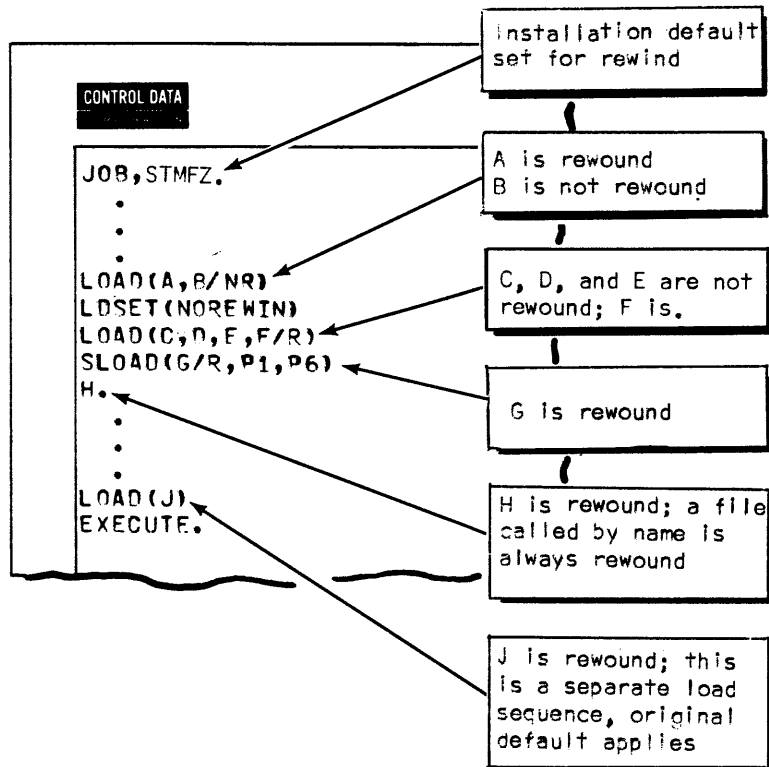 Installation default
set for rewind
CONTROL DATA
JOB,STMFZ.
.
.
.
LOAD(A,B/NR)
LDSET(NOREWIN)
LOAD(C,D,E,F/R)
SLOAD(G/R,P1,P6)
H.
.
.
.
LOAD(J)
EXECUTE.
A is rewound
B is not rewound
C, D, and E are not
rewound; F is.
G is rewound
H is rewound; a file
called by name is
always rewound
J is rewound; this
is a separate load
sequence, original
default applies